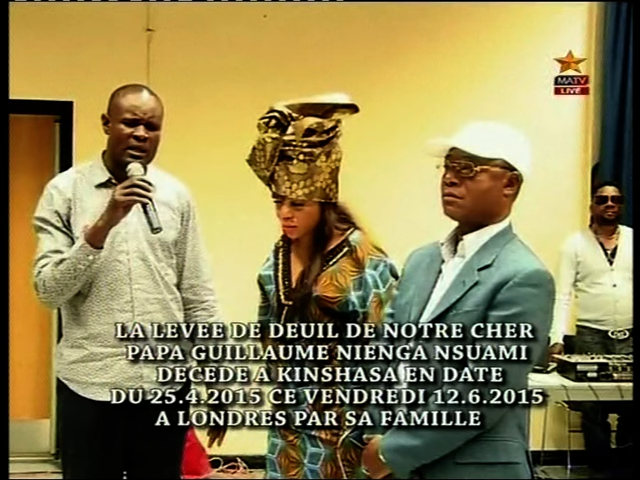 MATV
LIVE
LA LEVEE DE DEUIL DE NOTRE CHER
PAPA GUILLAUME NIENGA NSUAMI
DECEDE A KINSHASA EN DATE
DU 25.4.2015 CE VENDREDI 12.6.2015
A LONDRES PAR SA FAMILLE